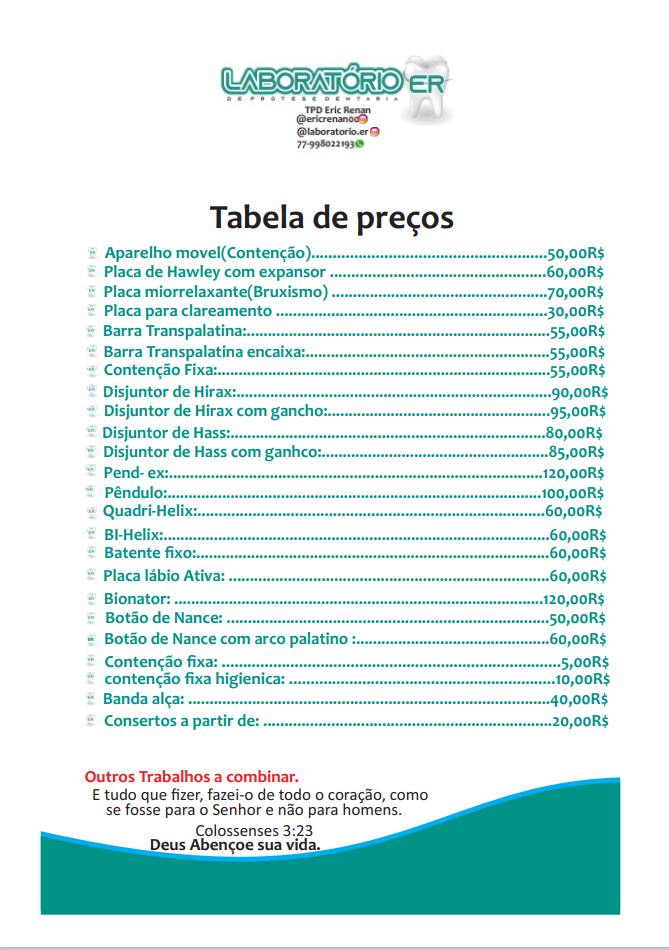 LABORATÓRIO ER
DE PRÓTESE DENTARIA
TPD Eric Renan
@ericrenan00
@laboratorio.er
77-998022193
Tabela de preços
Aparelho movel(Contenção)..................................................50,00R$
Placa de Hawley com expansor ..............................................60,00R$
Placa miorrelaxante(Bruxismo) ..............................................70,00R$
Placa para clareamento ..........................................................30,00R$
Barra Transpalatina:................................................................55,00R$
Barra Transpalatina encaixa:....................................................55,00R$
Contenção Fixa:......................................................................55,00R$
Disjuntor de Hirax:..................................................................90,00R$
Disjuntor de Hirax com gancho:...............................................95,00R$
Disjuntor de Hass:...................................................................80,00R$
Disjuntor de Hass com ganhco:................................................85,00R$
Pend- ex:................................................................................120,00R$
Pêndulo:................................................................................100,00R$
Quadri-Helix:..........................................................................60,00R$
BI-Helix:..................................................................................60,00R$
Batente fixo:...........................................................................60,00R$
Placa lábio Ativa: ....................................................................60,00R$
Bionator: ...............................................................................120,00R$
Botão de Nance: .....................................................................50,00R$
Botão de Nance com arco palatino :.........................................60,00R$
Contenção fixa: .......................................................................5,00R$
contenção fixa higienica: ........................................................10,00R$
Banda alça: .............................................................................40,00R$
Consertos a partir de: .............................................................20,00R$
Outros Trabalhos a combinar.
E tudo que fizer, fazei-o de todo o coração, como
se fosse para o Senhor e não para homens.
Colossenses 3:23
Deus Abençoe sua vida.